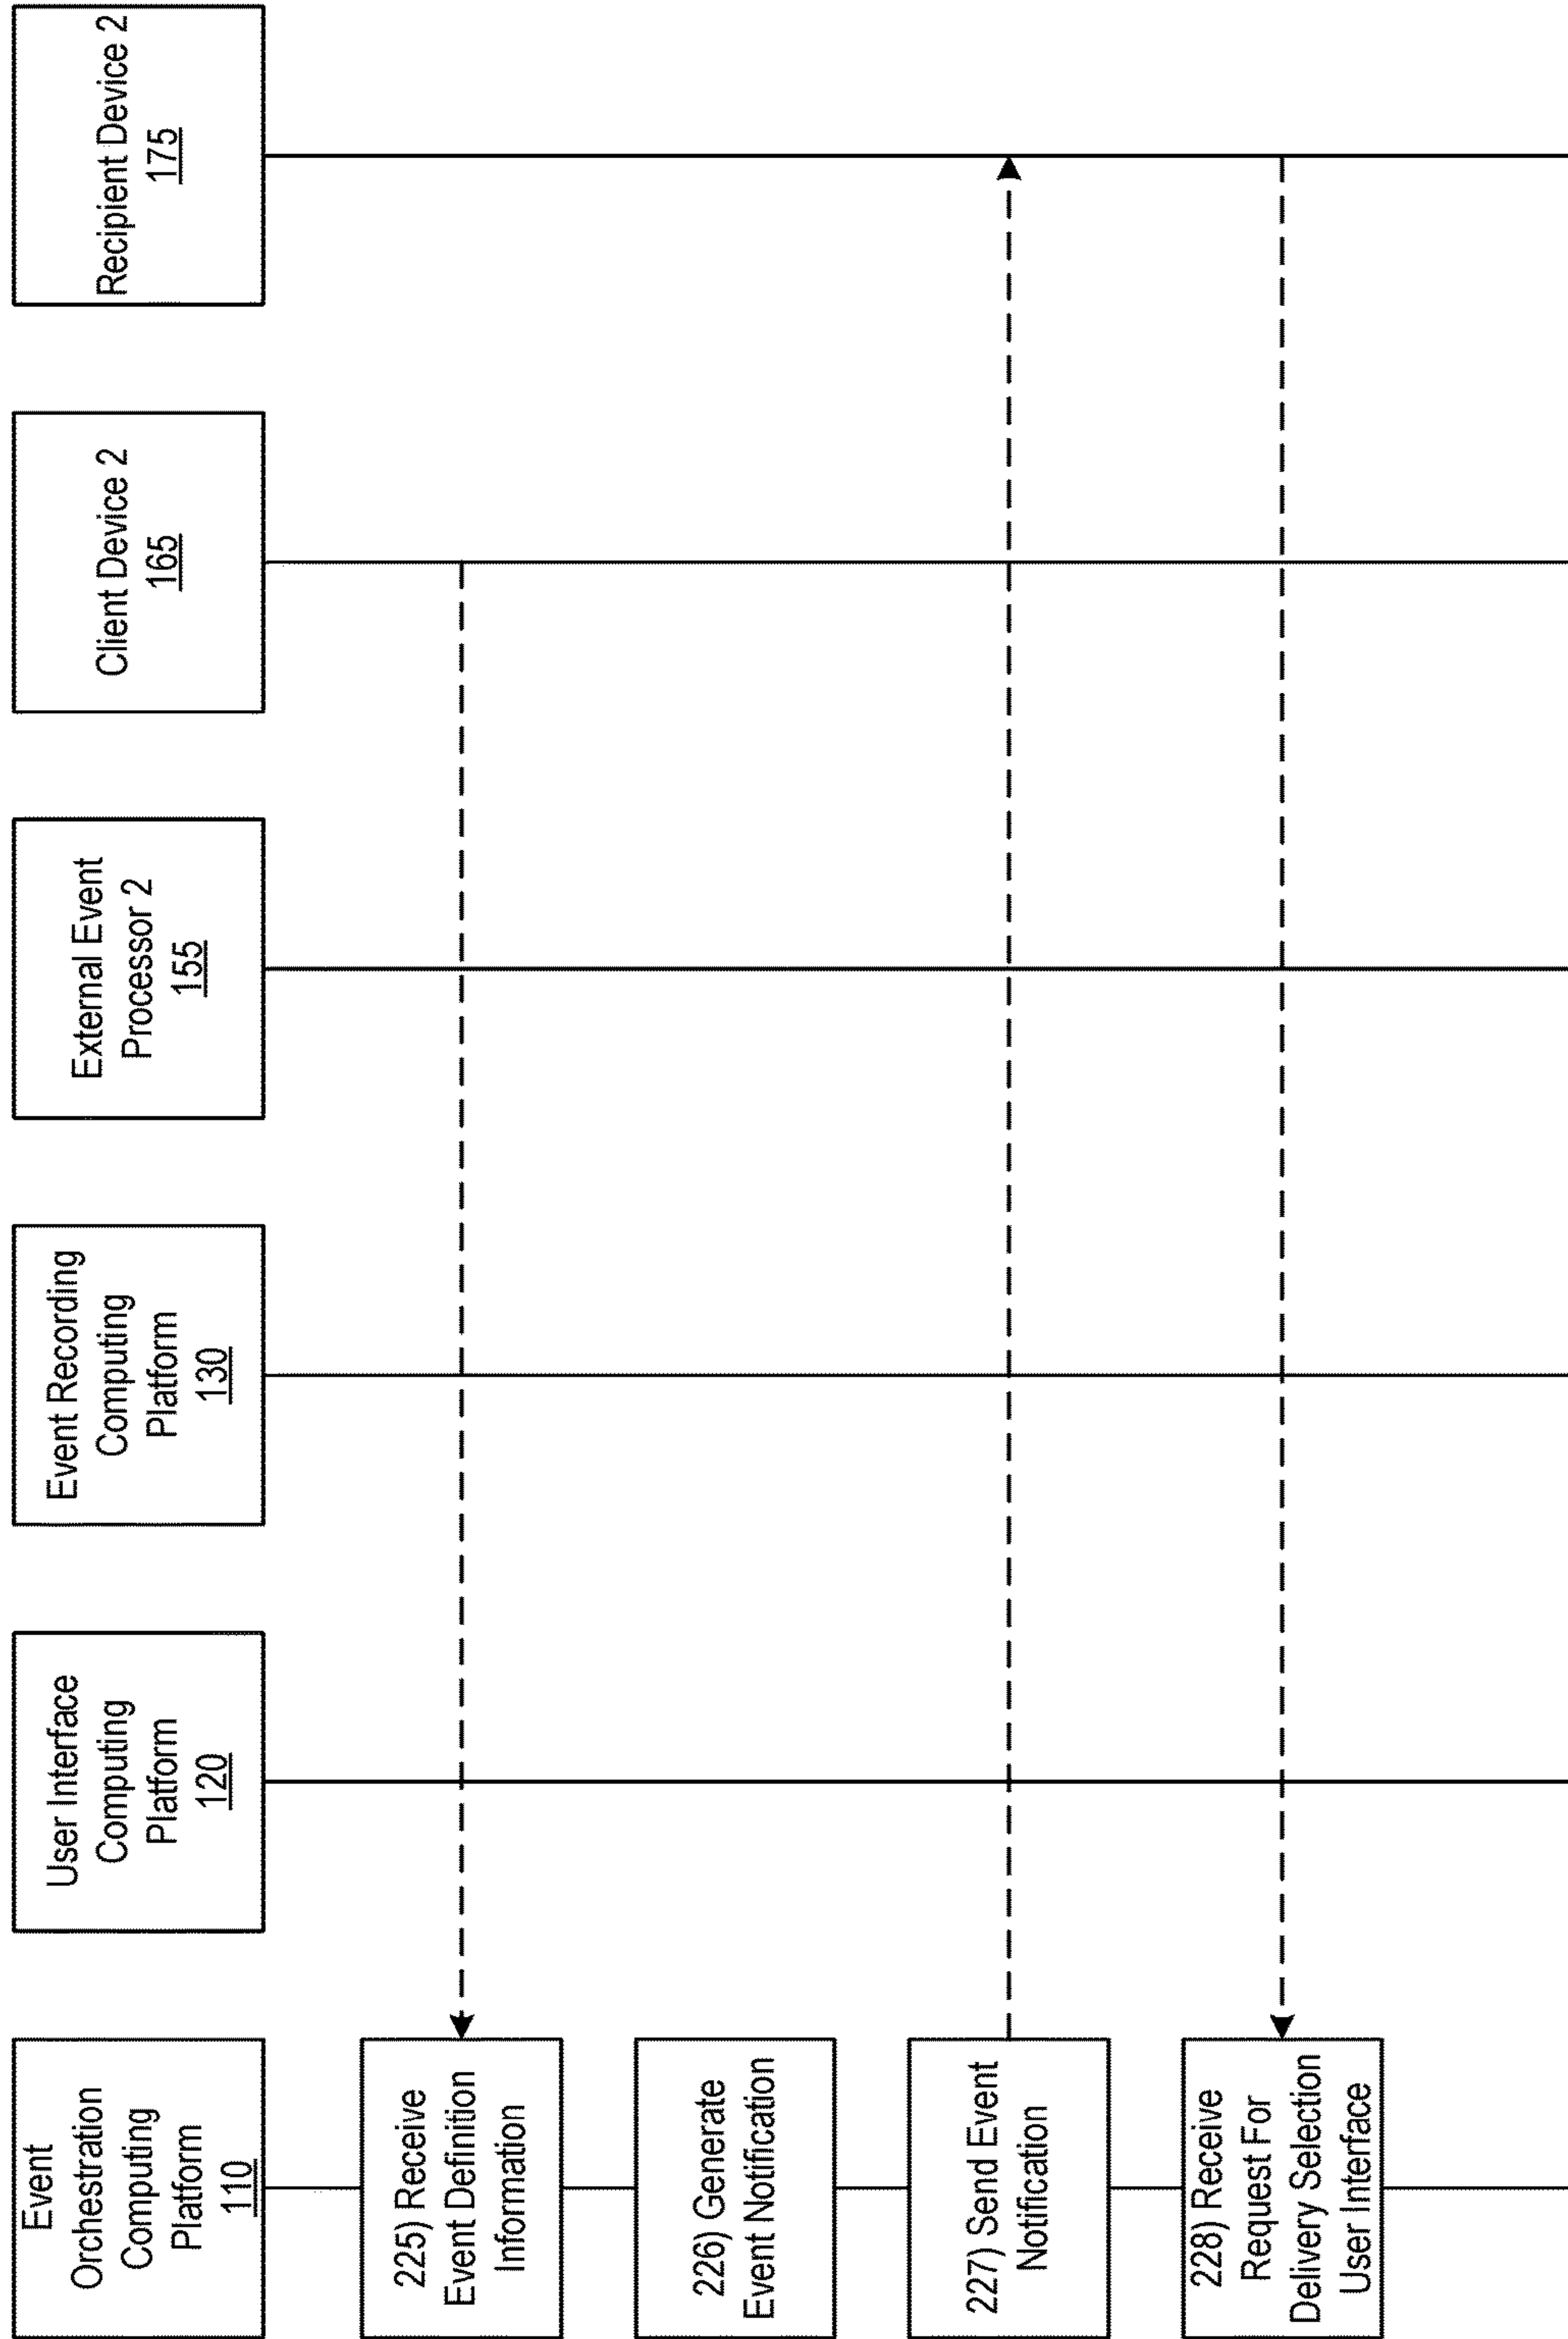 Event
Orchestration
Computing
Platform
110
User Interface
Computing
Platform
120
Event Recording
Computing
Platform
130
External Event
Processor 2
155
Client Device 2
165
Recipient Device 2
175
225) Receive
Event Definition
Information
226) Generate
Event Notification
227) Send Event
Notification
228) Receive
Request For
Delivery Selection
User Interface